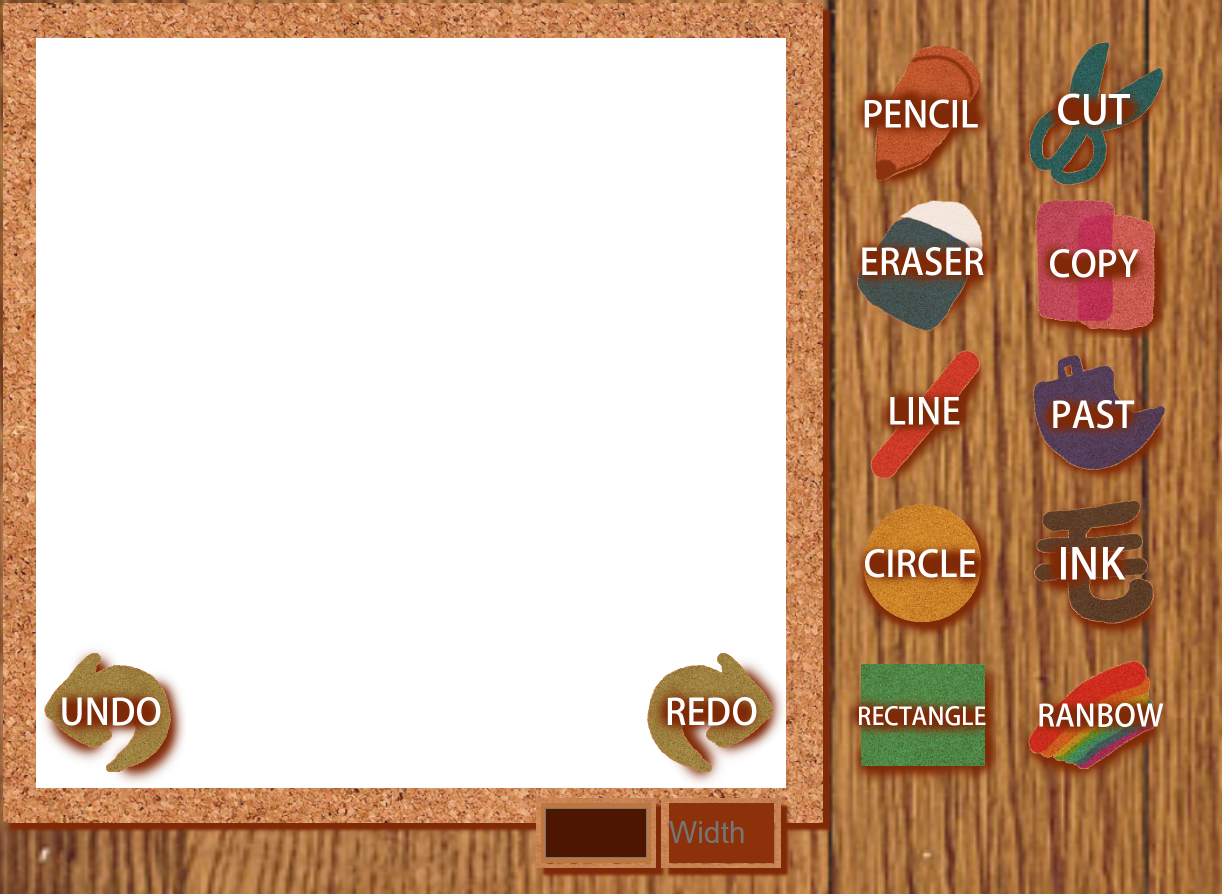 PENCIL
CUT
ERASER
COPY
LINE
PAST
CIRCLE
INK
UNDO
REDO
RECTANGLE
RANBOW
Width